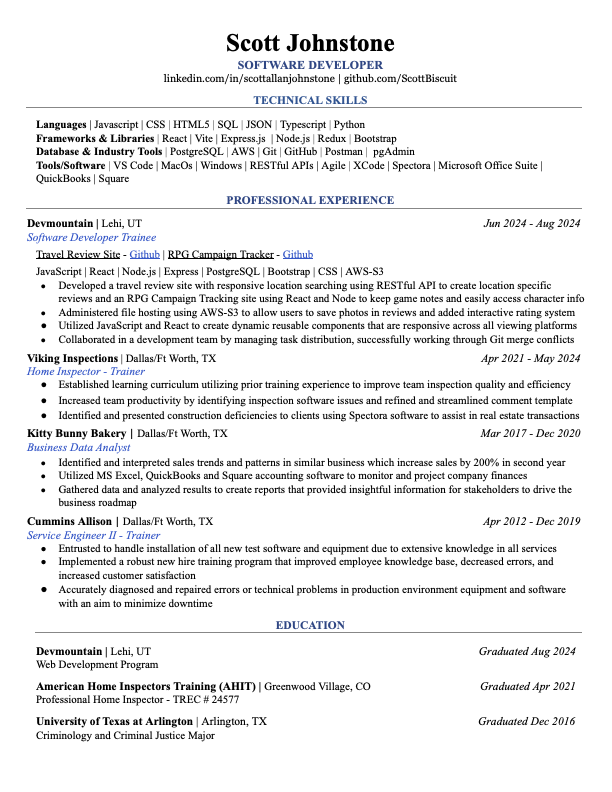 Scott Johnstone
SOFTWARE DEVELOPER
linkedin.com/in/scottallanjohnstone | github.com/ScottBiscuit
TECHNICAL SKILLS
Languages | Javascript | CSS | HTML5 | SQL | JSON | Typescript | Python
Frameworks & Libraries | React | Vite | Express.js | Node.js | Redux | Bootstrap
Database & Industry Tools | PostgreSQL | AWS | Git | GitHub | Postman | pgAdmin
Tools/Software | VS Code | MacOs | Windows | RESTful APIs | Agile | XCode | Spectora | Microsoft Office Suite |
QuickBooks | Square
PROFESSIONAL EXPERIENCE
Devmountain | Lehi, UT Jun 2024 - Aug 2024
Software Developer Trainee
Travel Review Site - Github | RPG Campaign Tracker - Github
JavaScript | React | Node.js | Express | PostgreSQL | Bootstrap | CSS | AWS-S3
● Developed a travel review site with responsive location searching using RESTful API to create location specific
reviews and an RPG Campaign Tracking site using React and Node to keep game notes and easily access character info
● Administered file hosting using AWS-S3 to allow users to save photos in reviews and added interactive rating system
● Utilized JavaScript and React to create dynamic reusable components that are responsive across all viewing platforms
● Collaborated in a development team by managing task distribution, successfully working through Git merge conflicts
Viking Inspections | Dallas/Ft Worth, TX Apr 2021 - May 2024
Home Inspector - Trainer
● Established learning curriculum utilizing prior training experience to improve team inspection quality and efficiency
● Increased team productivity by identifying inspection software issues and refined and streamlined comment template
● Identified and presented construction deficiencies to clients using Spectora software to assist in real estate transactions
Kitty Bunny Bakery | Dallas/Ft Worth, TX Mar 2017 - Dec 2020
Business Data Analyst
● Identified and interpreted sales trends and patterns in similar business which increase sales by 200% in second year
● Utilized MS Excel, QuickBooks and Square accounting software to monitor and project company finances
● Gathered data and analyzed results to create reports that provided insightful information for stakeholders to drive the
business roadmap
Cummins Allison | Dallas/Ft Worth, TX Apr 2012 - Dec 2019
Service Engineer II - Trainer
● Entrusted to handle installation of all new test software and equipment due to extensive knowledge in all services
● Implemented a robust new hire training program that improved employee knowledge base, decreased errors, and
increased customer satisfaction
● Accurately diagnosed and repaired errors or technical problems in production environment equipment and software
with an aim to minimize downtime
EDUCATION
Devmountain | Lehi, UT Graduated Aug 2024
Web Development Program
American Home Inspectors Training (AHIT) | Greenwood Village, CO Graduated Apr 2021
Professional Home Inspector - TREC # 24577
University of Texas at Arlington | Arlington, TX Graduated Dec 2016
Criminology and Criminal Justice Major